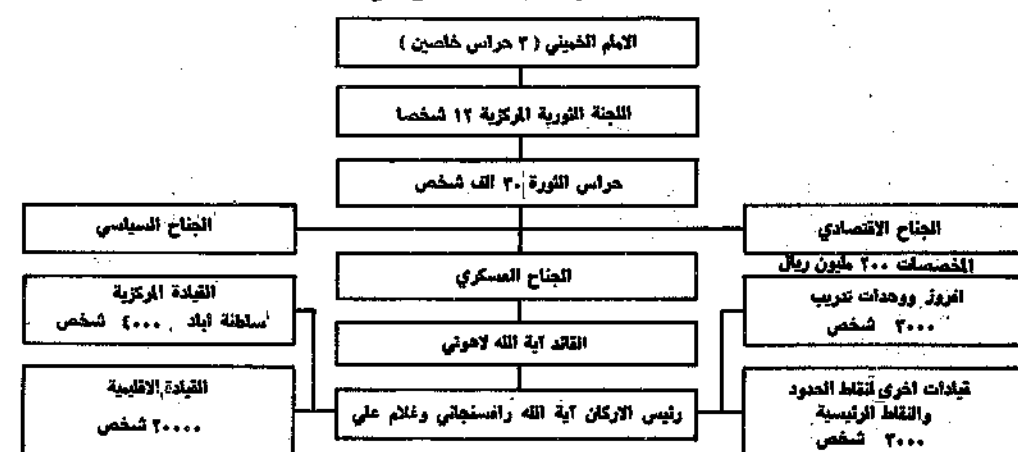 الامام الخميني ( ٣ حراس خاصين )
اللجنة الثورية المركزية ١٢ شخصا
حراس الثورة ٣٠ الف شخص
الجناح الاقتصادي
المخصصات ٢٠٠ مليون ريال
الجناح السياسي
الجناح العسكري
افروز ووحدات تدريب
٣٠٠٠ شخص
القيادة المركزية
سلطنة اباد ٤٠٠٠ شخص
القائد آية الله لاهوتي
قيادات اخرى لنقاط الحدود
والنقاط الرئيسية
٣٠٠٠ شخص
رئيس الاركان آية الله رافسنجاني وغلام علي
القيادة الاقليمية
٢٠٠٠٠ شخص